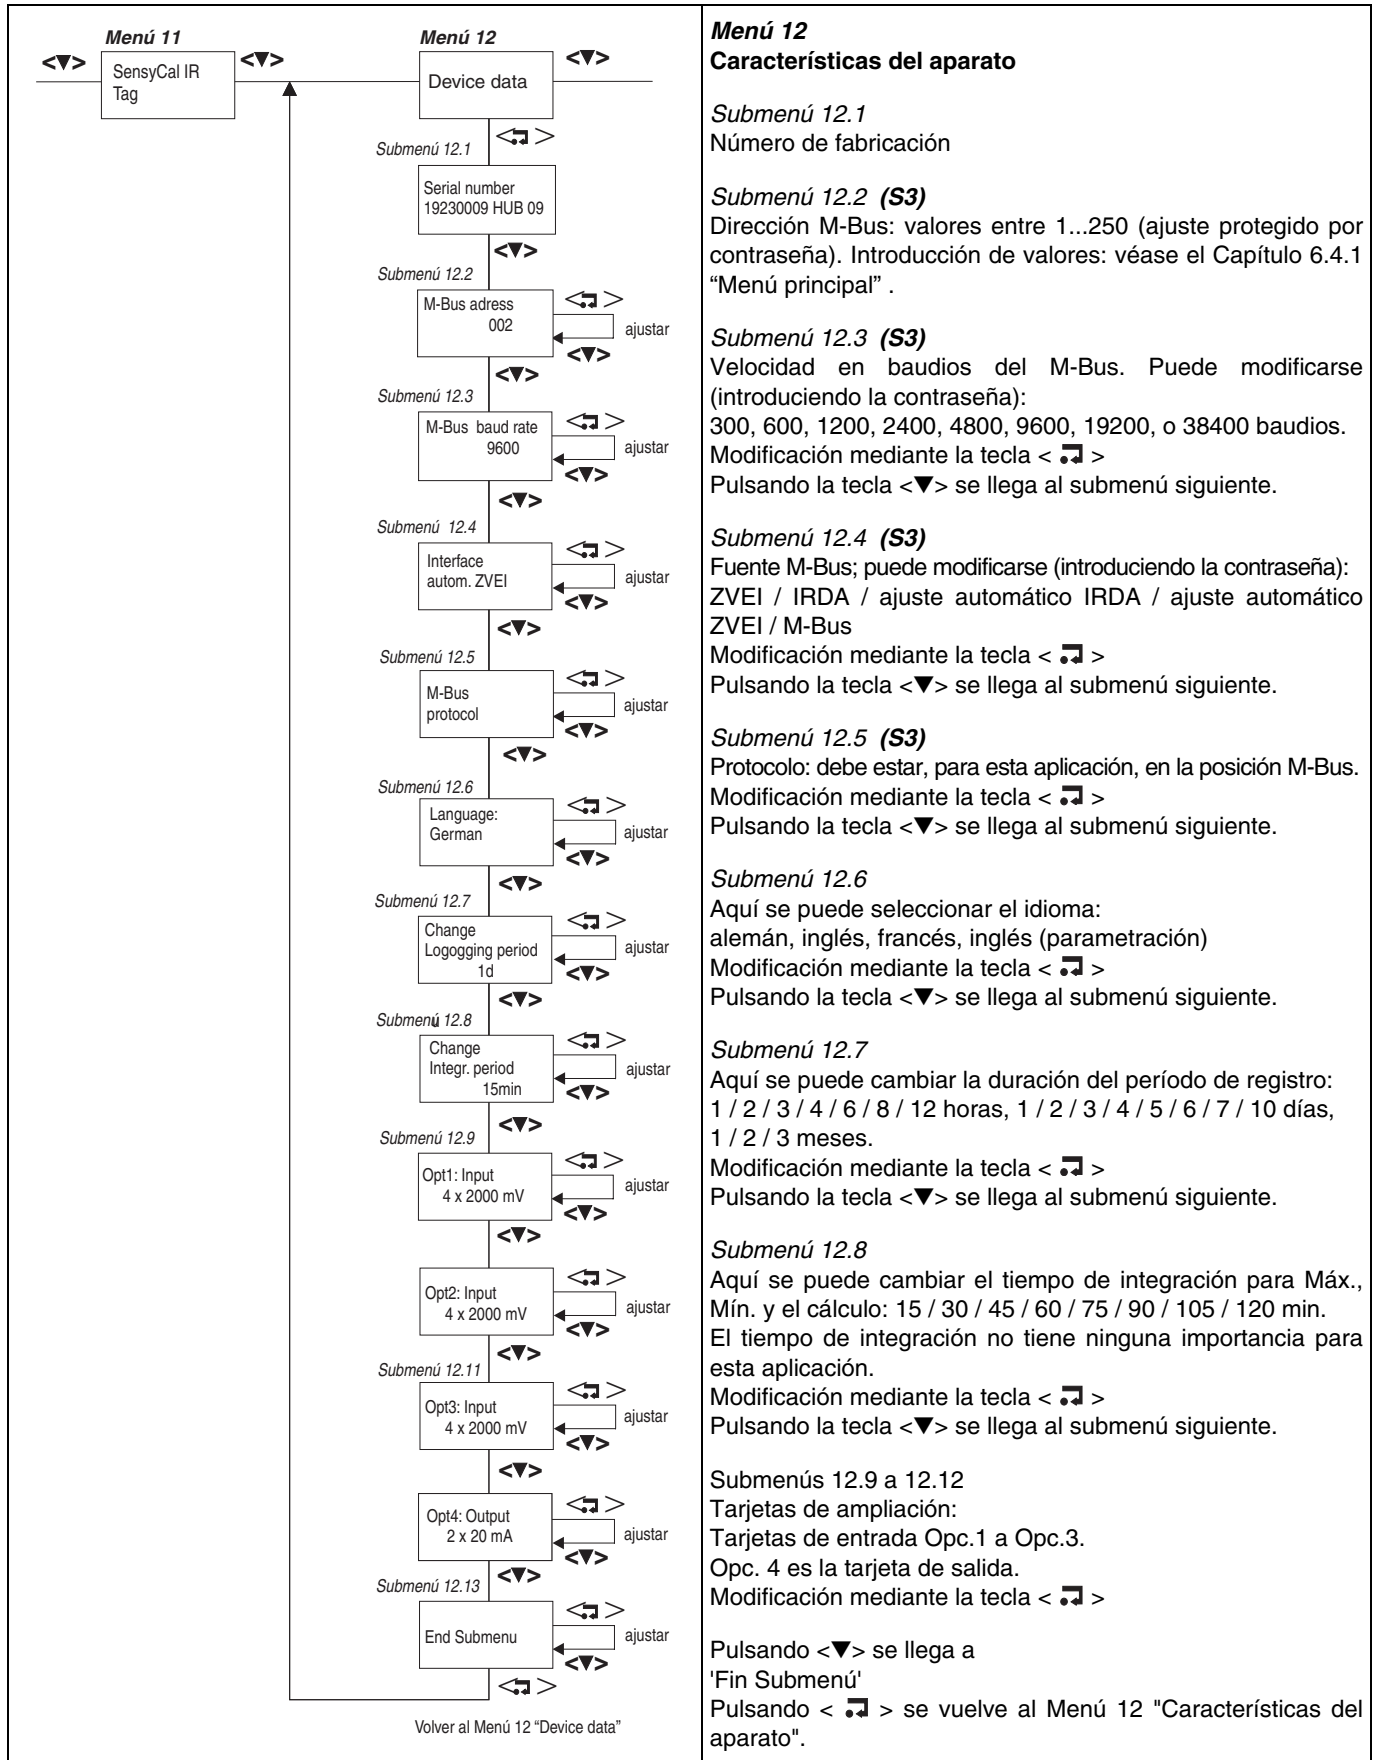 Menú 11
Menú 12
<▼>
SensyCal IR
Tag
<▼>
Device data
<▼>
< >
Submenú 12.1
Serial number
19230009 HUB 09
<▼>
Submenú 12.2
M-Bus adress
002
< >
ajustar
<▼>
<▼>
Submenú 12.3
M-Bus baud rate
9600
< >
ajustar
<▼>
<▼>
Submenú 12.4
Interface
autom. ZVEI
< >
ajustar
<▼>
<▼>
Submenú 12.5
M-Bus
protocol
< >
ajustar
<▼>
<▼>
Submenú 12.6
Language:
German
< >
ajustar
<▼>
<▼>
Submenú 12.7
Change
Logogging period
1d
< >
ajustar
<▼>
<▼>
Submenú 12.8
Change
Integr. period
15min
< >
ajustar
<▼>
<▼>
Submenú 12.9
Opt1: Input
4 x 2000 mV
< >
ajustar
<▼>
<▼>
Opt2: Input
4 x 2000 mV
< >
ajustar
<▼>
<▼>
Submenú 12.11
Opt3: Input
4 x 2000 mV
< >
ajustar
<▼>
<▼>
Opt4: Output
2 x 20 mA
< >
ajustar
<▼>
<▼>
Submenú 12.13
End Submenu
< >
ajustar
<▼>
< >
Volver al Menú 12 “Device data”
Menú 12
Características del aparato
Submenú 12.1
Número de fabricación
Submenú 12.2 (S3)
Dirección M-Bus: valores entre 1...250 (ajuste protegido por
contraseña). Introducción de valores: véase el Capítulo 6.4.1
“Menú principal” .
Submenú 12.3 (S3)
Velocidad en baudios del M-Bus. Puede modificarse
(introduciendo la contraseña):
300, 600, 1200, 2400, 4800, 9600, 19200, o 38400 baudios.
Modificación mediante la tecla < >
Pulsando la tecla <▼> se llega al submenú siguiente.
Submenú 12.4 (S3)
Fuente M-Bus; puede modificarse (introduciendo la contraseña):
ZVEI / IRDA / ajuste automático IRDA / ajuste automático
ZVEI / M-Bus
Modificación mediante la tecla < >
Pulsando la tecla <▼> se llega al submenú siguiente.
Submenú 12.5 (S3)
Protocolo: debe estar, para esta aplicación, en la posición M-Bus.
Modificación mediante la tecla < >
Pulsando la tecla <▼> se llega al submenú siguiente.
Submenú 12.6
Aquí se puede seleccionar el idioma:
alemán, inglés, francés, inglés (parametración)
Modificación mediante la tecla < >
Pulsando la tecla <▼> se llega al submenú siguiente.
Submenú 12.7
Aquí se puede cambiar la duración del período de registro:
1 / 2 / 3 / 4 / 6 / 8 / 12 horas, 1 / 2 / 3 / 4 / 5 / 6 / 7 / 10 días,
1 / 2 / 3 meses.
Modificación mediante la tecla < >
Pulsando la tecla <▼> se llega al submenú siguiente.
Submenú 12.8
Aquí se puede cambiar el tiempo de integración para Máx.,
Mín. y el cálculo: 15 / 30 / 45 / 60 / 75 / 90 / 105 / 120 min.
El tiempo de integración no tiene ninguna importancia para
esta aplicación.
Modificación mediante la tecla < >
Pulsando la tecla <▼> se llega al submenú siguiente.
Submenús 12.9 a 12.12
Tarjetas de ampliación:
Tarjetas de entrada Opc.1 a Opc.3.
Opc. 4 es la tarjeta de salida.
Modificación mediante la tecla < >
Pulsando <▼> se llega a
'Fin Submenú'
Pulsando < > se vuelve al Menú 12 "Características del
aparato".